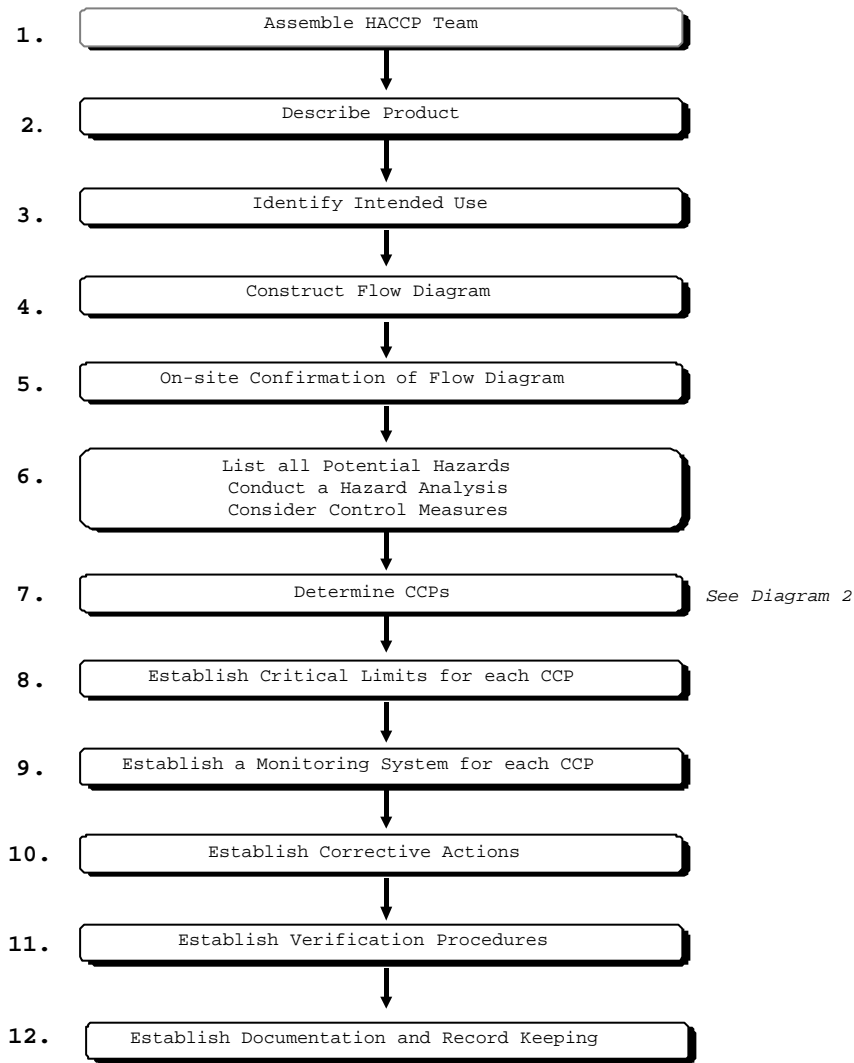 1. Assemble HACCP Team
2. Describe Product
3. Identify Intended Use
4. Construct Flow Diagram
5. On-site Confirmation of Flow Diagram
6. List all Potential Hazards
Conduct a Hazard Analysis
Consider Control Measures
7. Determine CCPs See Diagram 2
8. Establish Critical Limits for each CCP
9. Establish a Monitoring System for each CCP
10. Establish Corrective Actions
11. Establish Verification Procedures
12. Establish Documentation and Record Keeping